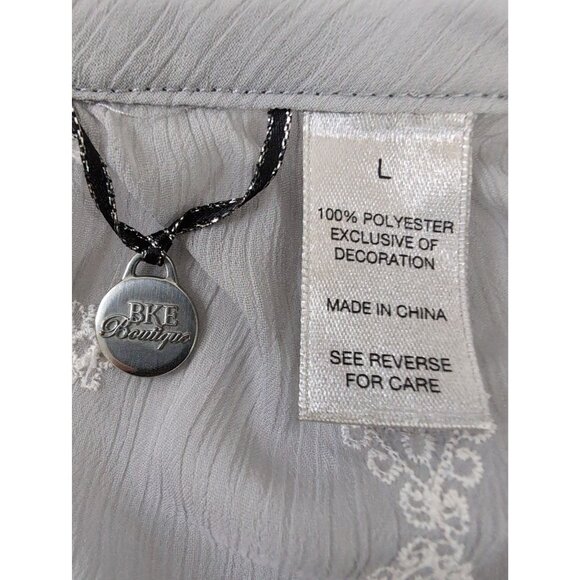 BKE
Boutique
L
100% POLYESTER
EXCLUSIVE OF
DECORATION
MADE IN CHINA
SEE REVERSE
FOR CARE